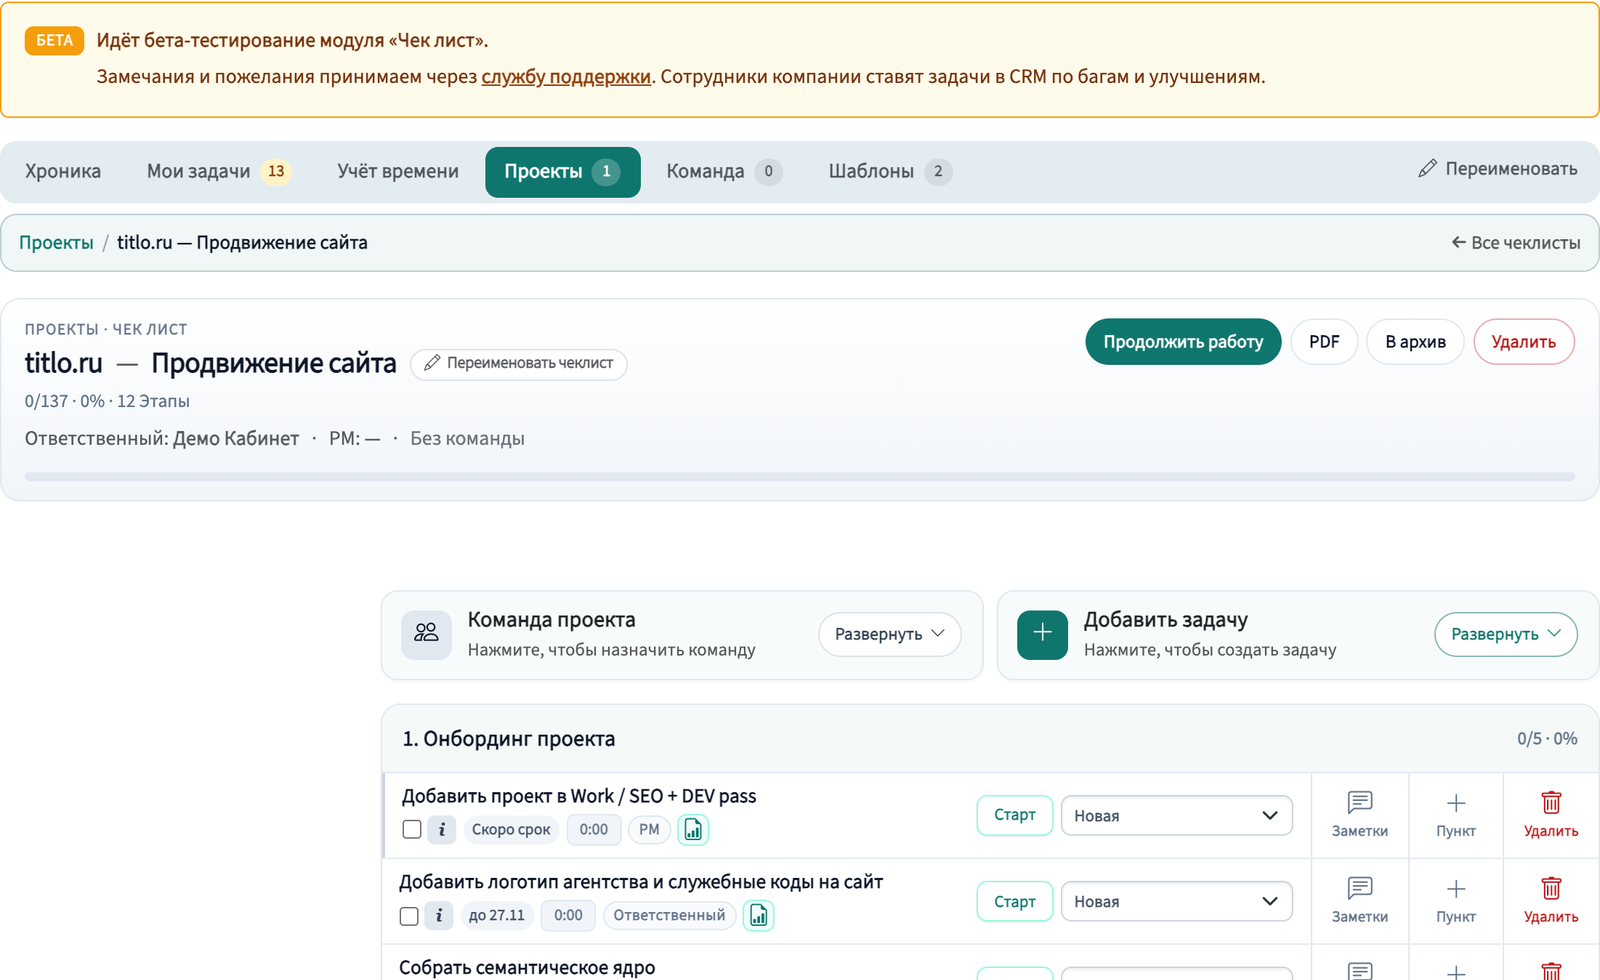 БЕТА Идёт бета-тестирование модуля «Чек лист».
Замечания и пожелания принимаем через службу поддержки. Сотрудники компании ставят задачи в CRM по багам и улучшениям.
Хроника Мои задачи 13 Учёт времени Проекты 1 Команда 0 Шаблоны 2 Переименовать
Проекты / titlo.ru — Продвижение сайта ← Все чеклисты
ПРОЕКТЫ · ЧЕК ЛИСТ
titlo.ru — Продвижение сайта Переименовать чеклист Продолжить работу PDF В архив Удалить
0/137 · 0% · 12 Этапы
Ответственный: Демо Кабинет · PM: — · Без команды
Команда проекта
Нажмите, чтобы назначить команду
Развернуть
Добавить задачу
Нажмите, чтобы создать задачу
Развернуть
1. Онбординг проекта 0/5 · 0%
Добавить проект в Work / SEO + DEV pass
i Скоро срок 0:00 PM
Старт Новая Заметки Пункт Удалить
Добавить логотип агентства и служебные коды на сайт
i до 27.11 0:00 Ответственный
Старт Новая Заметки Пункт Удалить
Собрать семантическое ядро